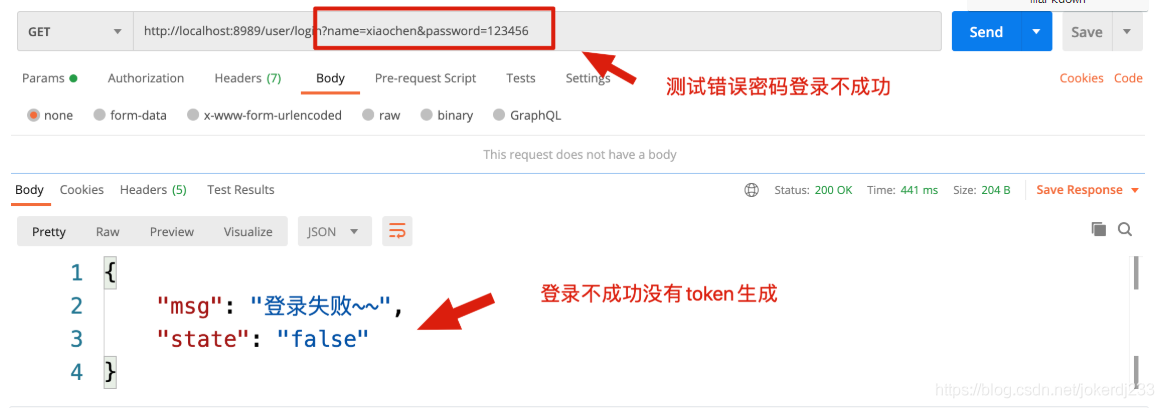 GET http://localhost:8989/user/login?name=xiaochen&password=123456 Send Save
测试错误密码登录不成功
Params Authorization Headers (7) Body Pre-request Script Tests Settings Cookies Code
none form-data x-www-form-urlencoded raw binary GraphQL
This request does not have a body
Body Cookies Headers (5) Test Results Status: 200 OK Time: 441 ms Size: 204 B Save Response
Pretty Raw Preview Visualize JSON
1 {
2 "msg": "登录失败~~",
登录不成功没有token生成
3 "state": "false"
4 }
https://blog.csdn.net/jokerdj233